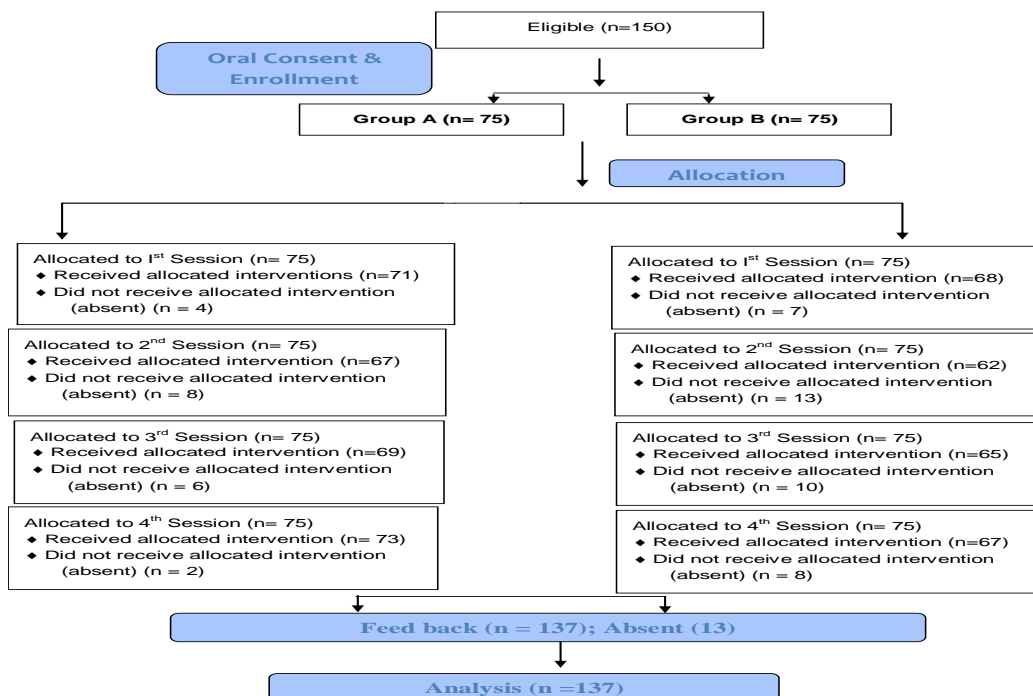 Eligible (n=150)
Oral Consent &
Enrollment
Group A (n= 75)
Group B (n= 75)
Allocation
Allocated to Iˢᵗ Session (n= 75)
◆ Received allocated interventions (n=71)
◆ Did not receive allocated intervention
(absent) (n = 4)
Allocated to 2ⁿᵈ Session (n= 75)
◆ Received allocated intervention (n=67)
◆ Did not receive allocated intervention
(absent) (n = 8)
Allocated to 3ʳᵈ Session (n= 75)
◆ Received allocated intervention (n=69)
◆ Did not receive allocated intervention
(absent) (n = 6)
Allocated to 4ᵗʰ Session (n= 75)
◆ Received allocated intervention (n= 73)
◆ Did not receive allocated intervention
(absent) (n = 2)
Allocated to Iˢᵗ Session (n= 75)
◆ Received allocated intervention (n=68)
◆ Did not receive allocated intervention
(absent) (n = 7)
Allocated to 2ⁿᵈ Session (n= 75)
◆ Received allocated intervention (n=62)
◆ Did not receive allocated intervention
(absent) (n = 13)
Allocated to 3ʳᵈ Session (n= 75)
◆ Received allocated intervention (n=65)
◆ Did not receive allocated intervention
(absent) (n = 10)
Allocated to 4ᵗʰ Session (n= 75)
◆ Received allocated intervention (n=67)
◆ Did not receive allocated intervention
(absent) (n = 8)
Feed back (n = 137); Absent (13)
Analysis (n =137)